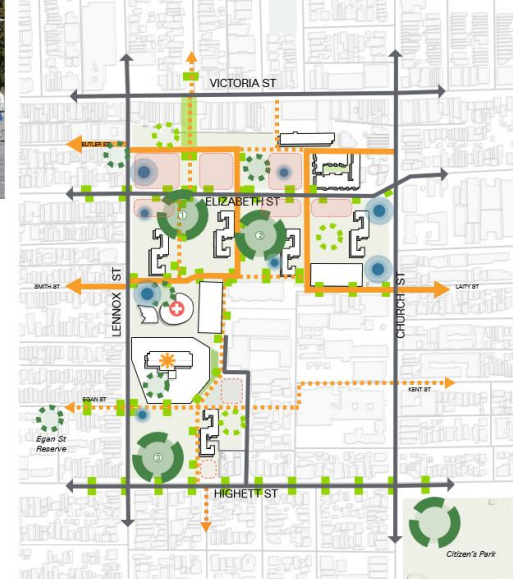 VICTORIA ST
BUTLER ST
ELIZABETH ST
1
2
SMITH ST
LAITY ST
LENNOX ST
CHURCH ST
EGAN ST
KENT ST
Egan St
Reserve
3
HIGHETT ST
Citizen's Park